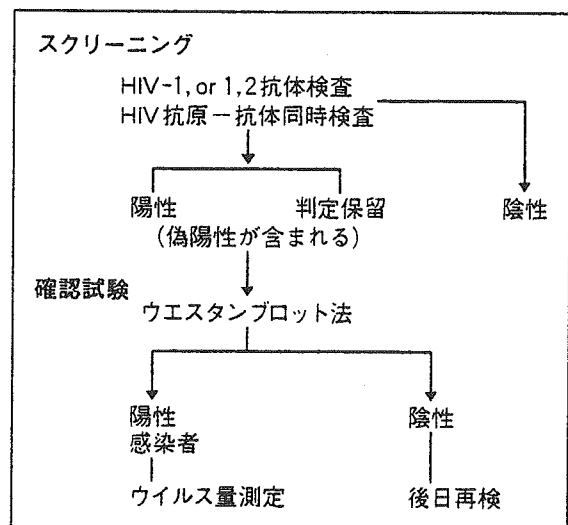 スクリーニング
HIV-1, or 1,2抗体検査
HIV抗原-抗体同時検査
陽性 判定保留 陰性
(偽陽性が含まれる)
確認試験
ウエスタンブロット法
陽性 陰性
感染者
ウイルス量測定 後日再検